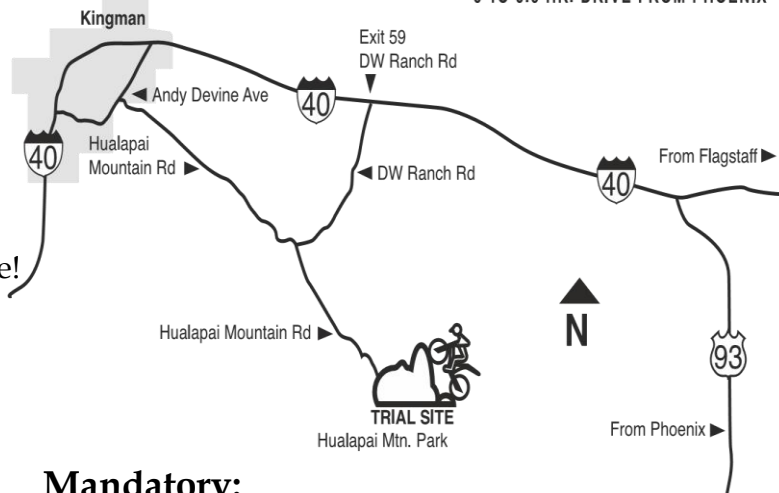 Kingman
Exit 59
DW Ranch Rd
Andy Devine Ave
40
Hualapai
Mountain Rd
40
DW Ranch Rd
From Flagstaff
40
e!
N
Hualapai Mountain Rd
93
TRIAL SITE
Hualapai Mtn. Park
From Phoenix
Mandatory: